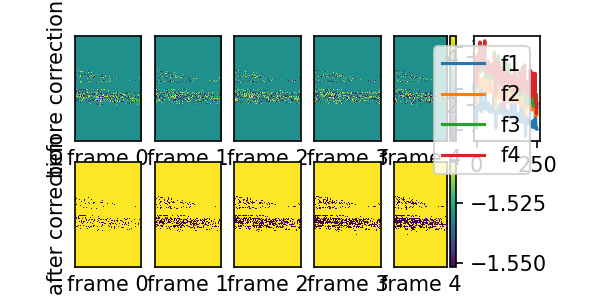 before correction
f1
f2
f3
f4
0
250
frame 0
frame 1
frame 2
frame 3
frame 4
after correction
−1.525
−1.550
frame 0
frame 1
frame 2
frame 3
frame 4